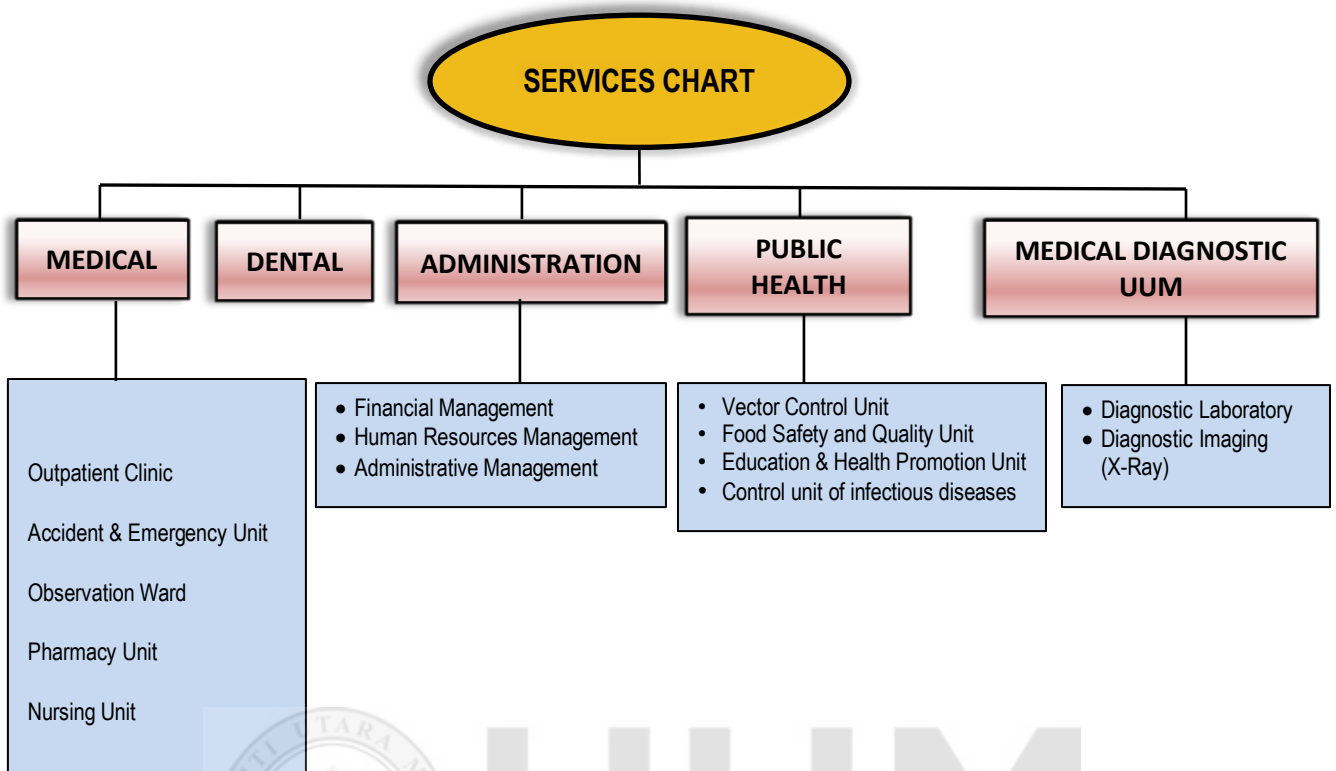 SERVICES CHART
MEDICAL
DENTAL
ADMINISTRATION
PUBLIC
HEALTH
MEDICAL DIAGNOSTIC
UUM
Outpatient Clinic
Accident & Emergency Unit
Observation Ward
Pharmacy Unit
Nursing Unit
• Financial Management
• Human Resources Management
• Administrative Management
• Vector Control Unit
• Food Safety and Quality Unit
• Education & Health Promotion Unit
• Control unit of infectious diseases
• Diagnostic Laboratory
• Diagnostic Imaging
(X-Ray)
UTARA
UUM